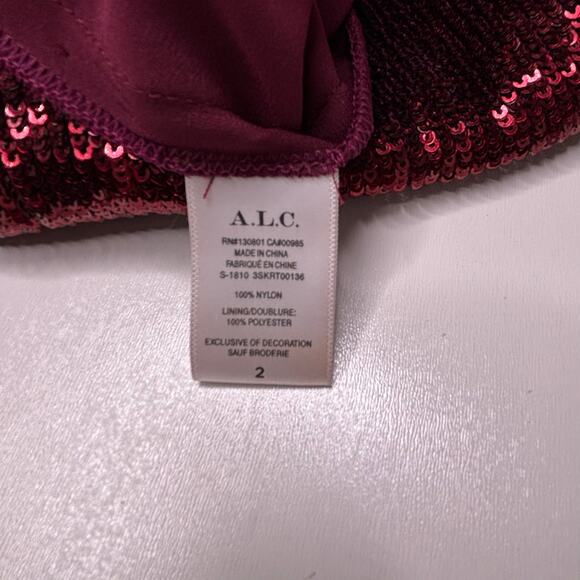 A.L.C.
RN#130801 CA#00985
MADE IN CHINA
FABRIQUÉ EN CHINE
S-1810 3SKRT00136
100% NYLON
LINING/DOUBLURE:
100% POLYESTER
EXCLUSIVE OF DECORATION
SAUF BRODERIE
2